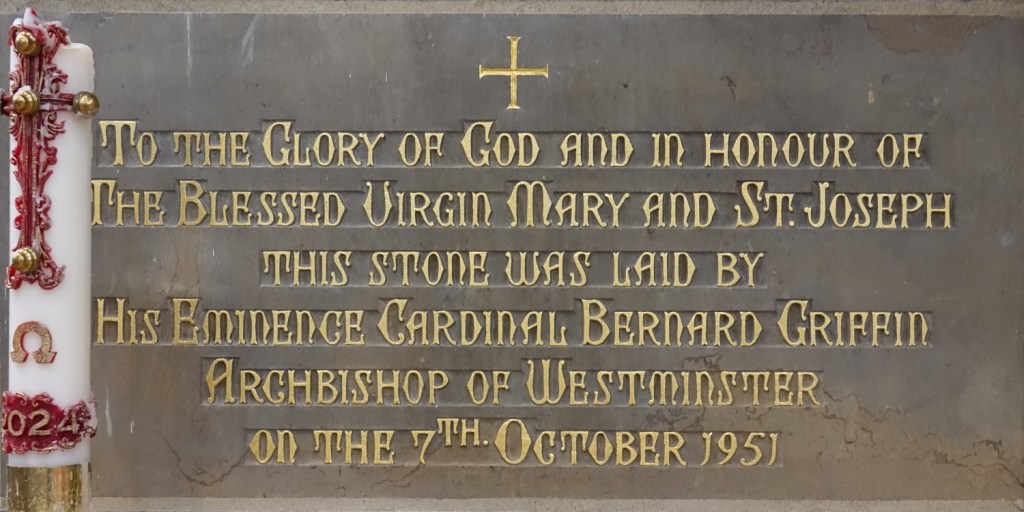 To the Glory of God and in honour of
The Blessed Virgin Mary and St. Joseph
this stone was laid by
His Eminence Cardinal Bernard Griffin
Archbishop of Westminster
on the 7th. October 1951
Ω
2024